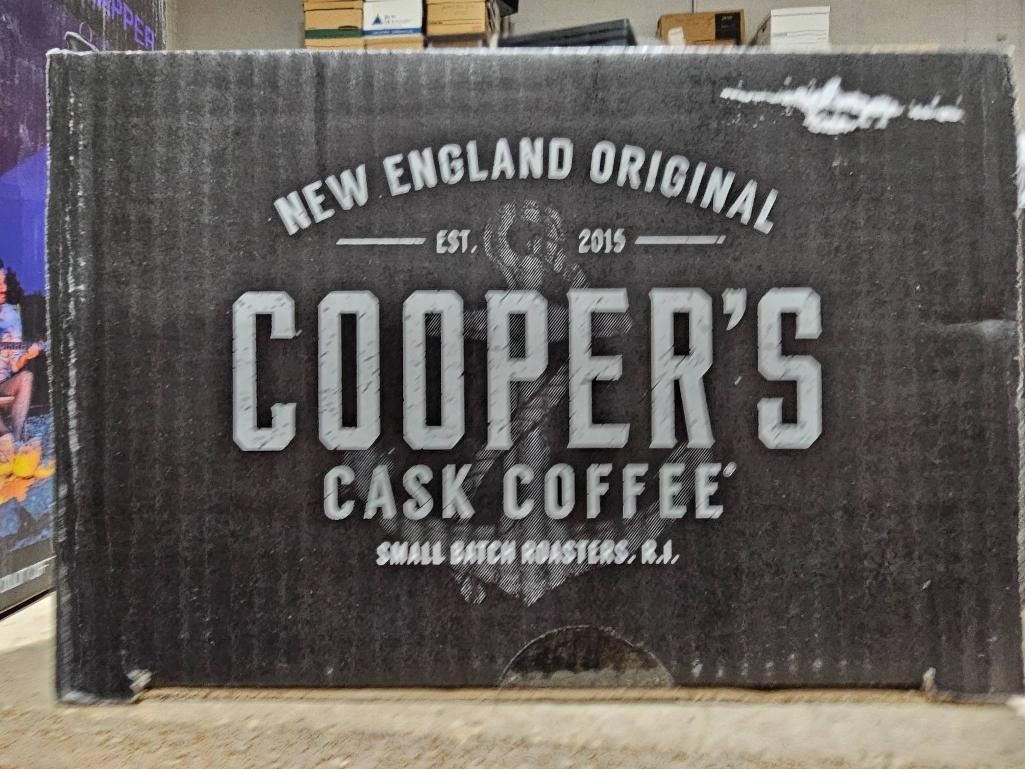 NEW ENGLAND ORIGINAL
EST. 2015
COOPER'S
CASK COFFEE
SMALL BATCH ROASTERS, R.I.